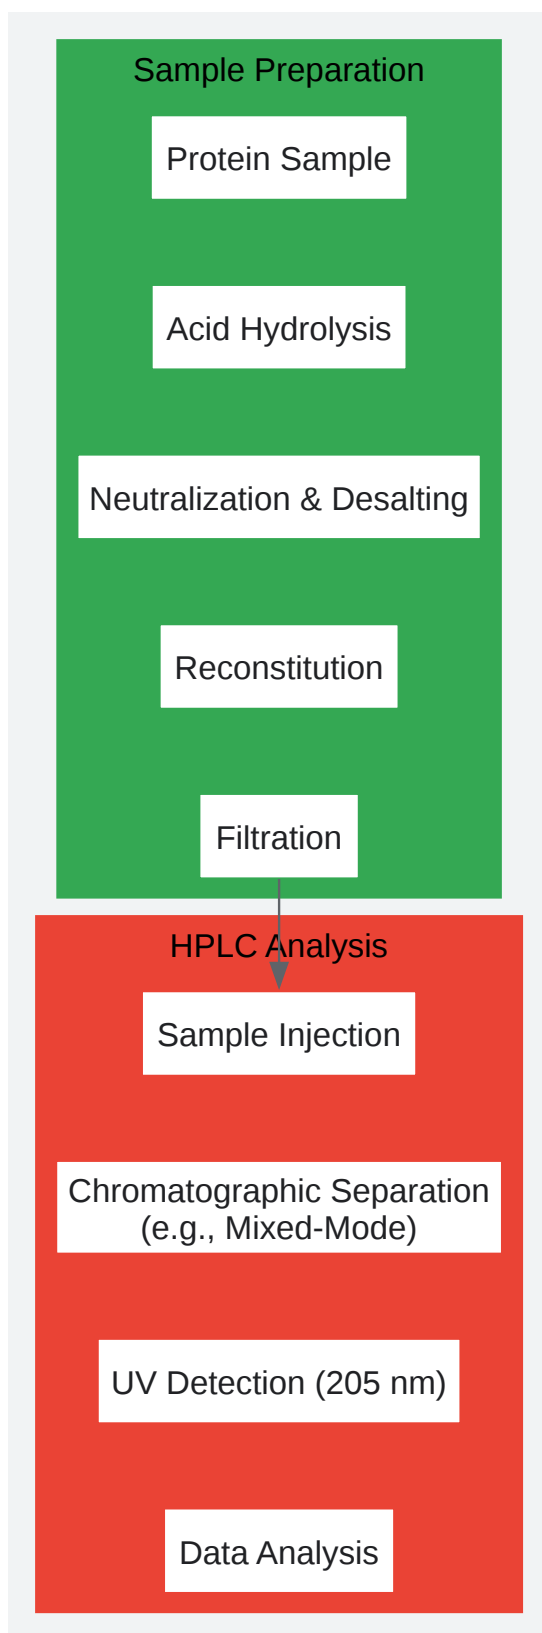 Sample Preparation
Protein Sample
Acid Hydrolysis
Neutralization & Desalting
Reconstitution
Filtration
HPLC Analysis
Sample Injection
Chromatographic Separation
(e.g., Mixed-Mode)
UV Detection (205 nm)
Data Analysis